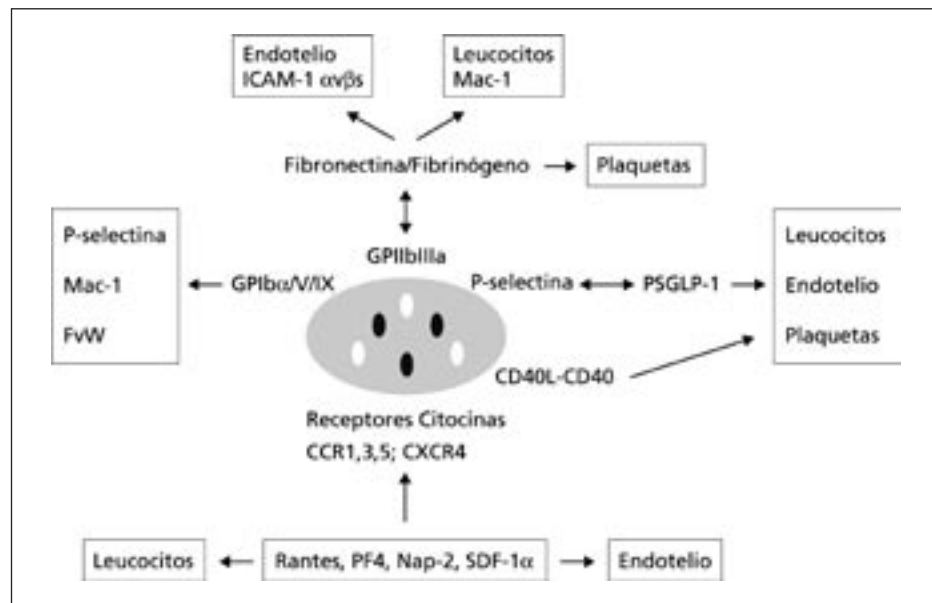 Endotelio
ICAM-1 αvβs
Leucocitos
Mac-1
Fibronectina/Fibrinógeno
Plaquetas
P-selectina
Mac-1
FvW
GPIbα/V/IX
GPIIbIIIa
P-selectina
PSGLP-1
Leucocitos
Endotelio
Plaquetas
CD40L-CD40
Receptores Citocinas
CCR1,3,5; CXCR4
Leucocitos
Rantes, PF4, Nap-2, SDF-1α
Endotelio